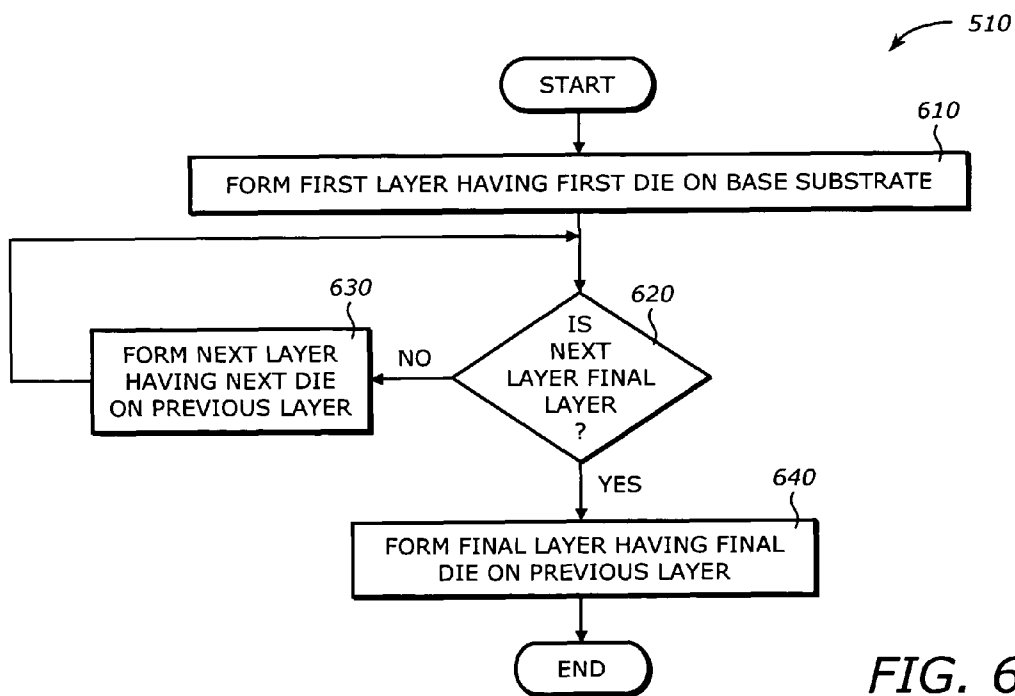 510
START
610
FORM FIRST LAYER HAVING FIRST DIE ON BASE SUBSTRATE
630
620
FORM NEXT LAYER
HAVING NEXT DIE
ON PREVIOUS LAYER
NO
IS
NEXT
LAYER FINAL
LAYER
?
YES
640
FORM FINAL LAYER HAVING FINAL
DIE ON PREVIOUS LAYER
END
FIG. 6